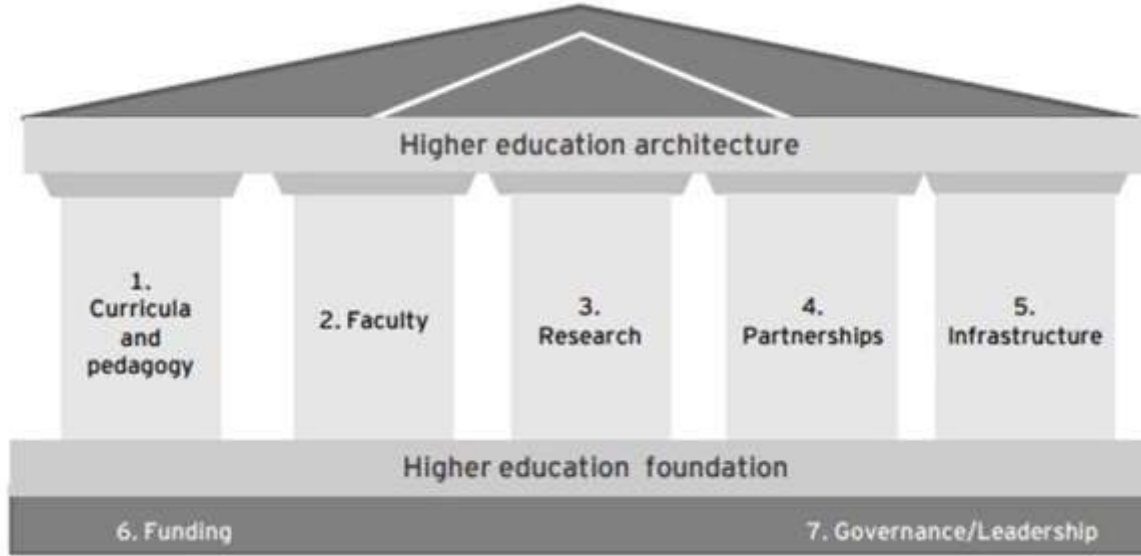 Higher education architecture
1.
Curricula
and
pedagogy
2. Faculty
3.
Research
4.
Partnerships
5.
Infrastructure
Higher education foundation
6. Funding
7. Governance/Leadership